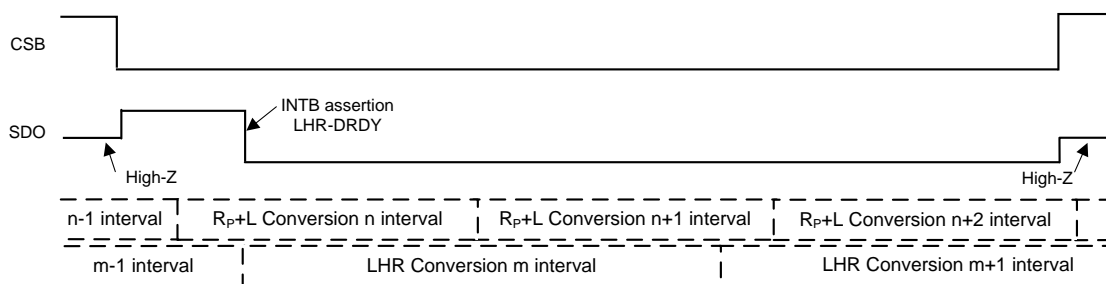 CSB
INTB assertion
LHR-DRDY
SDO
High-Z
High-Z
n-1 interval
RP+L Conversion n interval
RP+L Conversion n+1 interval
RP+L Conversion n+2 interval
m-1 interval
LHR Conversion m interval
LHR Conversion m+1 interval